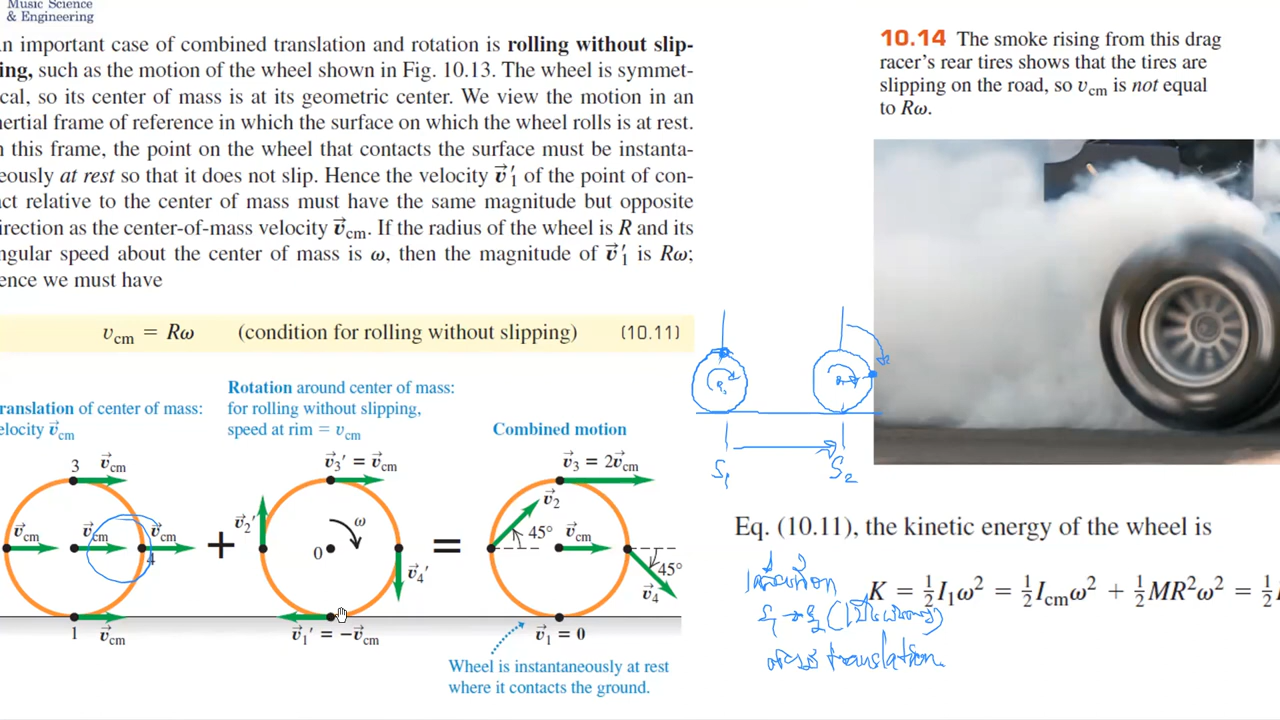 Music Science
& Engineering
n important case of combined translation and rotation is rolling without slip-
ing, such as the motion of the wheel shown in Fig. 10.13. The wheel is symmet-
cal, so its center of mass is at its geometric center. We view the motion in an
nertial frame of reference in which the surface on which the wheel rolls is at rest.
n this frame, the point on the wheel that contacts the surface must be instanta-
eously at rest so that it does not slip. Hence the velocity v⃗′₁ of the point of con-
act relative to the center of mass must have the same magnitude but opposite
irection as the center-of-mass velocity v⃗cm. If the radius of the wheel is R and its
ngular speed about the center of mass is ω, then the magnitude of v⃗′₁ is Rω;
ence we must have
vcm = Rω (condition for rolling without slipping) (10.11)
ranslation of center of mass:
elocity v⃗cm
3 v⃗cm
v⃗cm
v⃗cm
v⃗cm
4
1 v⃗cm
+
Rotation around center of mass:
for rolling without slipping,
speed at rim = vcm
v⃗₃′ = v⃗cm
v⃗₂′
ω
0
v⃗₄′
v⃗₁′ = −v⃗cm
=
Combined motion
v⃗₃ = 2v⃗cm
v⃗₂
45°
v⃗cm
45°
v⃗₄
v⃗₁ = 0
Wheel is instantaneously at rest
where it contacts the ground.
10.14 The smoke rising from this drag
racer’s rear tires shows that the tires are
slipping on the road, so vcm is not equal
to Rω.
S₁ S₂
Eq. (10.11), the kinetic energy of the wheel is
K = ½I₁ω² = ½Icmω² + ½MR²ω² = ½
translation